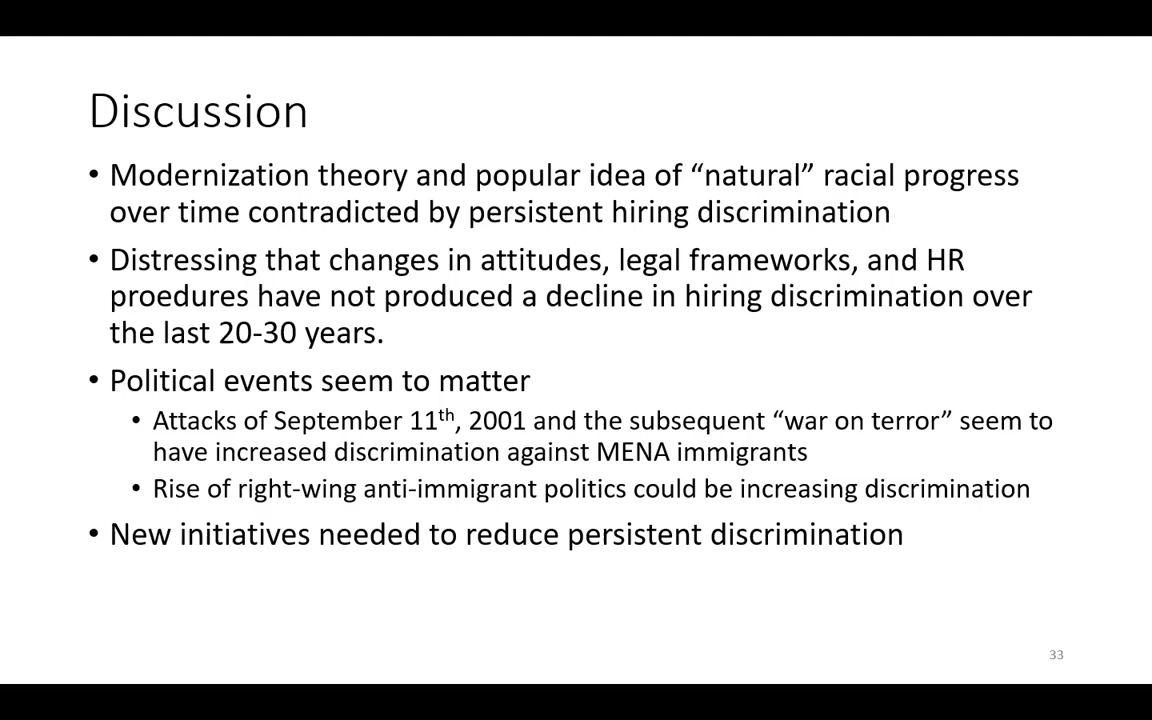 Discussion
• Modernization theory and popular idea of “natural” racial progress
over time contradicted by persistent hiring discrimination
• Distressing that changes in attitudes, legal frameworks, and HR
proedures have not produced a decline in hiring discrimination over
the last 20-30 years.
• Political events seem to matter
• Attacks of September 11th, 2001 and the subsequent “war on terror” seem to
have increased discrimination against MENA immigrants
• Rise of right-wing anti-immigrant politics could be increasing discrimination
• New initiatives needed to reduce persistent discrimination
33